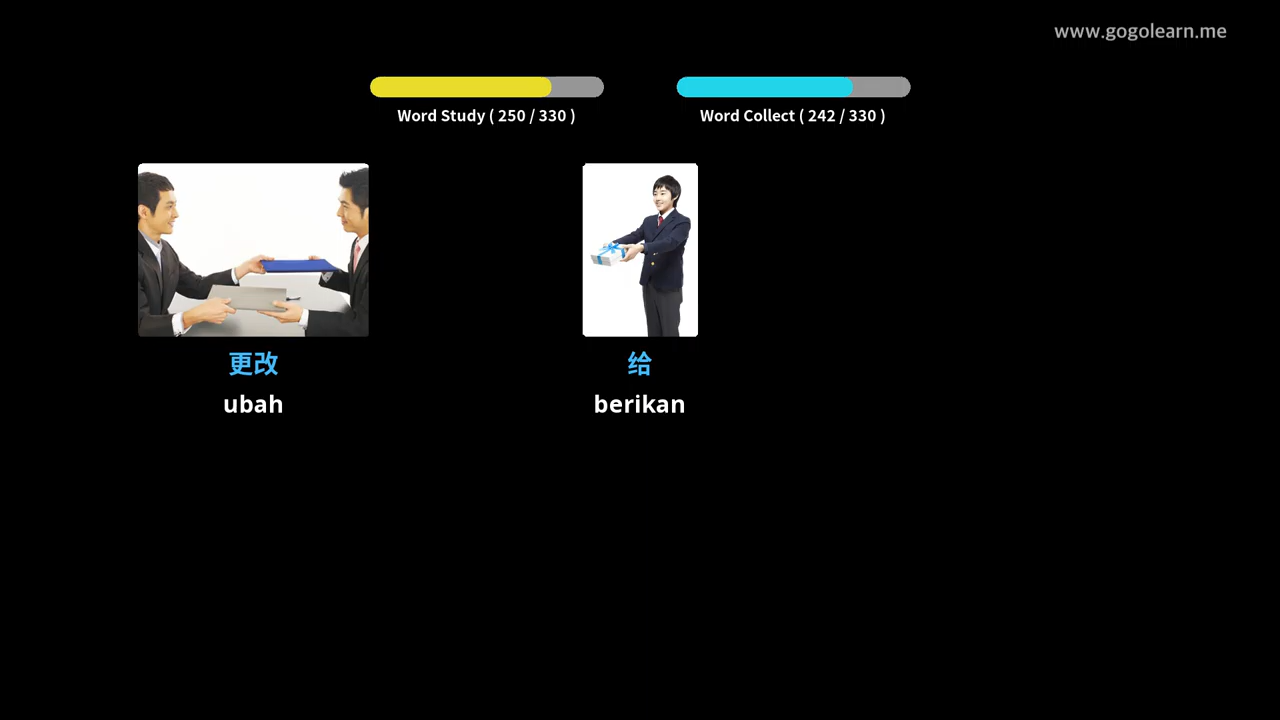 www.gogolearn.me
Word Study ( 250 / 330 )
Word Collect ( 242 / 330 )
更改
给
ubah
berikan